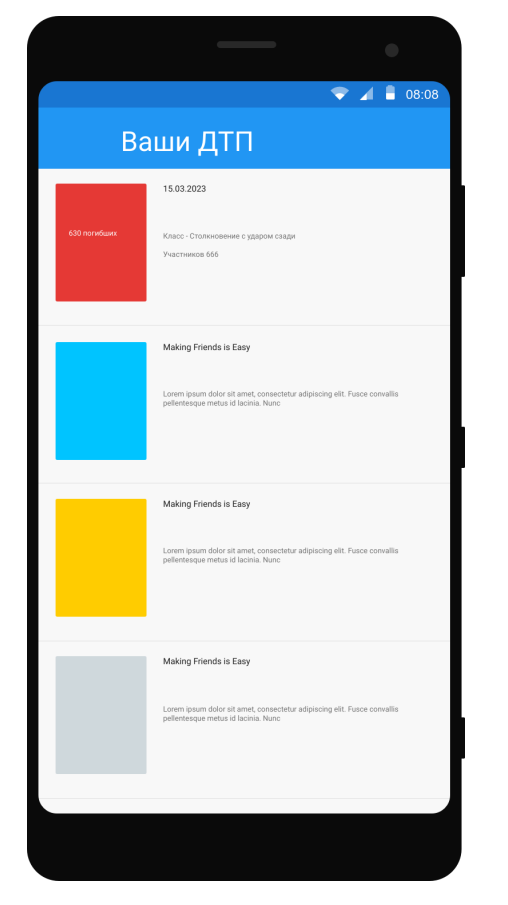 08:08
Ваши ДТП
15.03.2023
630 погибших
Класс - Столкновение с ударом сзади
Участников 666
Making Friends is Easy
Lorem ipsum dolor sit amet, consectetur adipiscing elit. Fusce convallis
pellentesque metus id lacinia. Nunc
Making Friends is Easy
Lorem ipsum dolor sit amet, consectetur adipiscing elit. Fusce convallis
pellentesque metus id lacinia. Nunc
Making Friends is Easy
Lorem ipsum dolor sit amet, consectetur adipiscing elit. Fusce convallis
pellentesque metus id lacinia. Nunc